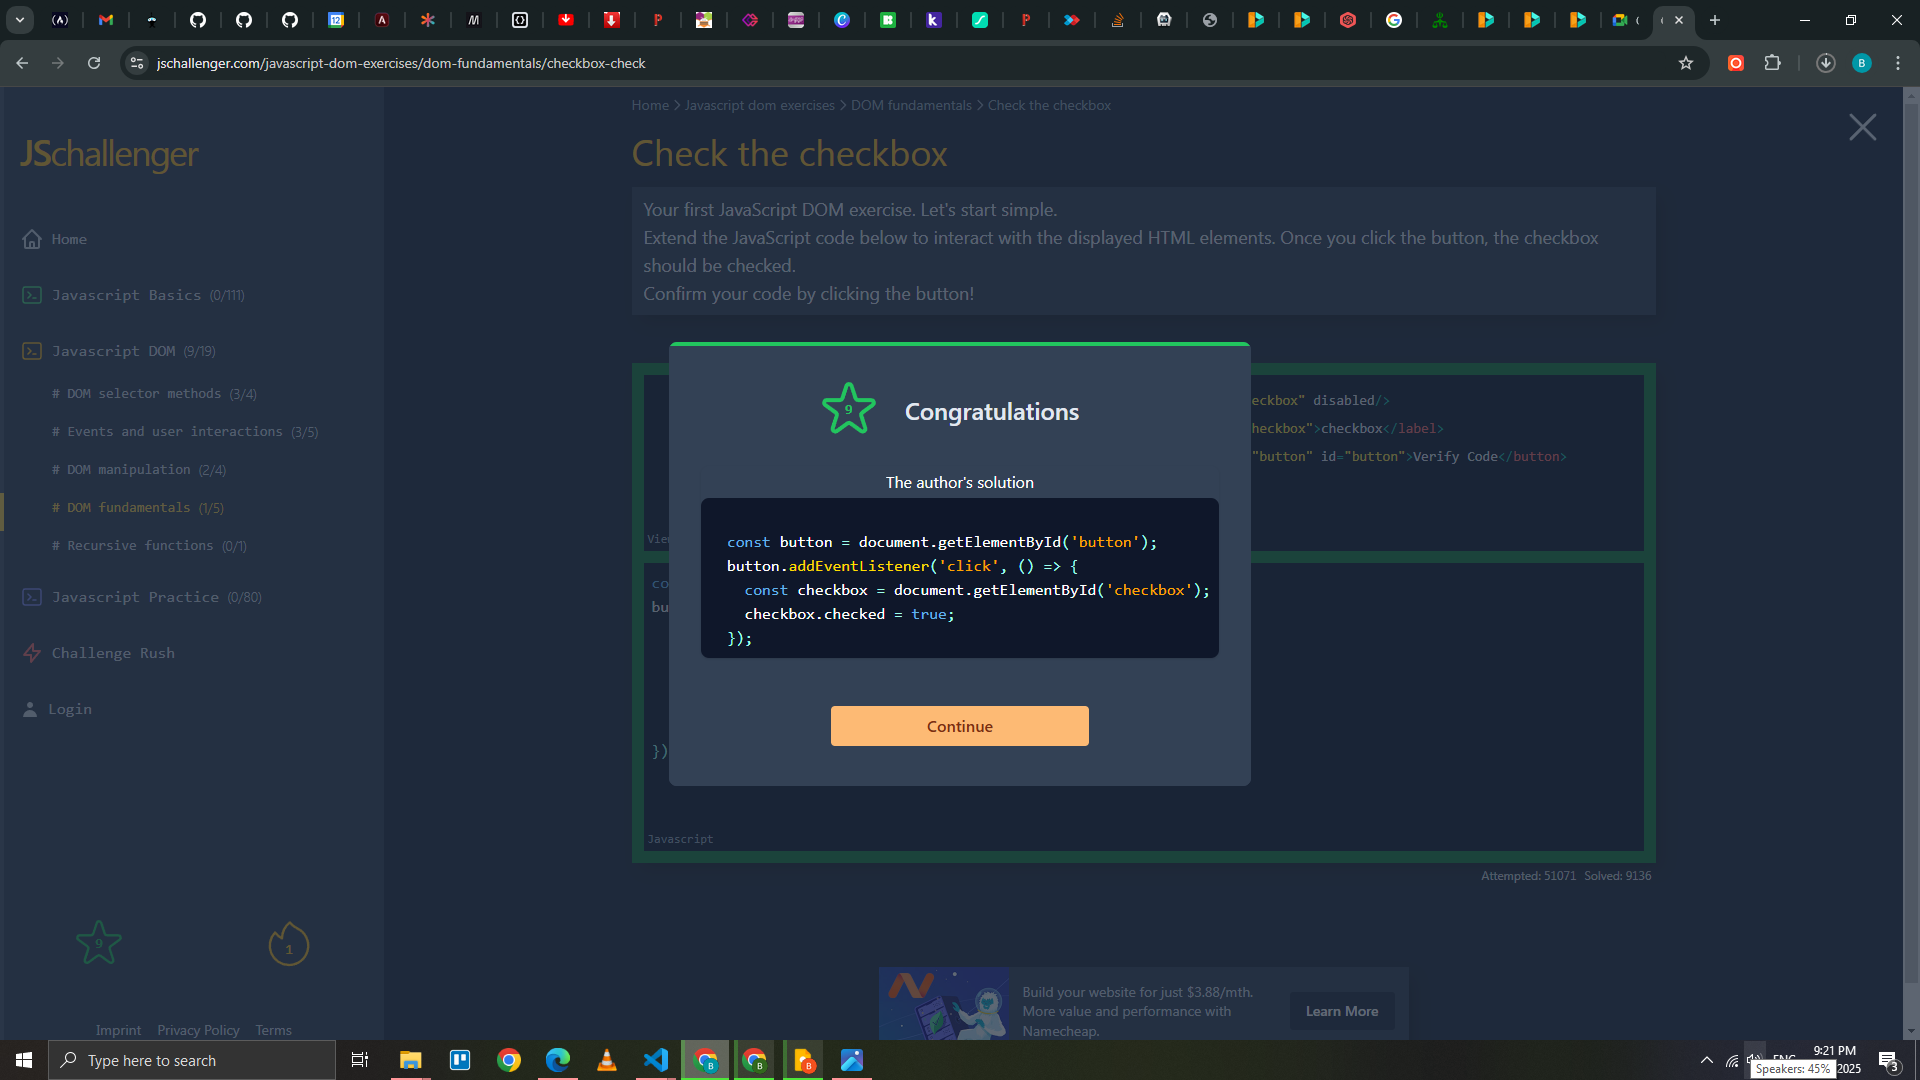 jschallenger.com/javascript-dom-exercises/dom-fundamentals/checkbox-check
B
Home > Javascript dom exercises > DOM fundamentals > Check the checkbox
JSchallenger
Check the checkbox
Your first JavaScript DOM exercise. Let's start simple.
Extend the JavaScript code below to interact with the displayed HTML elements. Once you click the button, the checkbox
should be checked.
Confirm your code by clicking the button!
Home
Javascript Basics (0/111)
Javascript DOM (9/19)
# DOM selector methods (3/4)
# Events and user interactions (3/5)
# DOM manipulation (2/4)
# DOM fundamentals (1/5)
# Recursive functions (0/1)
Javascript Practice (0/80)
Challenge Rush
Login
9
1
Imprint Privacy Policy Terms
eckbox" disabled/>
heckbox">checkbox</label>
"button" id="button">Verify Code</button>
Vie
co
bu
})
Javascript
9
Congratulations
The author's solution
const button = document.getElementById('button');
button.addEventListener('click', () => {
const checkbox = document.getElementById('checkbox');
checkbox.checked = true;
});
Continue
Attempted: 51071 Solved: 9136
Build your website for just $3.88/mth.
More value and performance with
Namecheap.
Learn More
Type here to search
9:21 PM
2025
Speakers: 45%
3